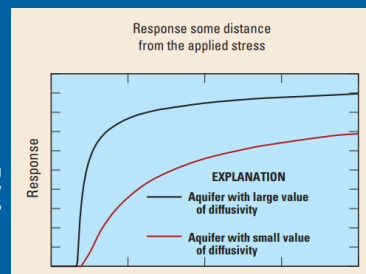 Response some distance
from the applied stress
Response
EXPLANATION
Aquifer with large value
of diffusivity
Aquifer with small value
of diffusivity